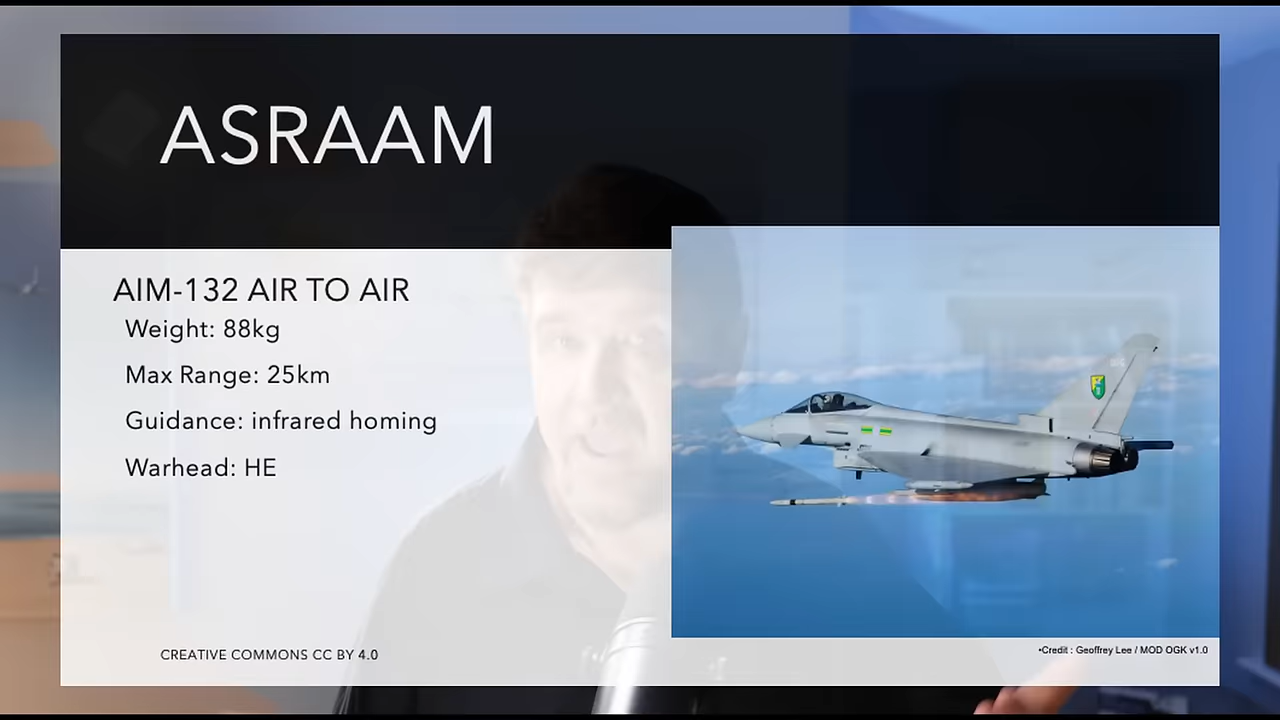 ASRAAM
AIM-132 AIR TO AIR
Weight: 88kg
Max Range: 25km
Guidance: infrared homing
Warhead: HE
CREATIVE COMMONS CC BY 4.0
•Credit : Geoffrey Lee / MOD OGK v1.0